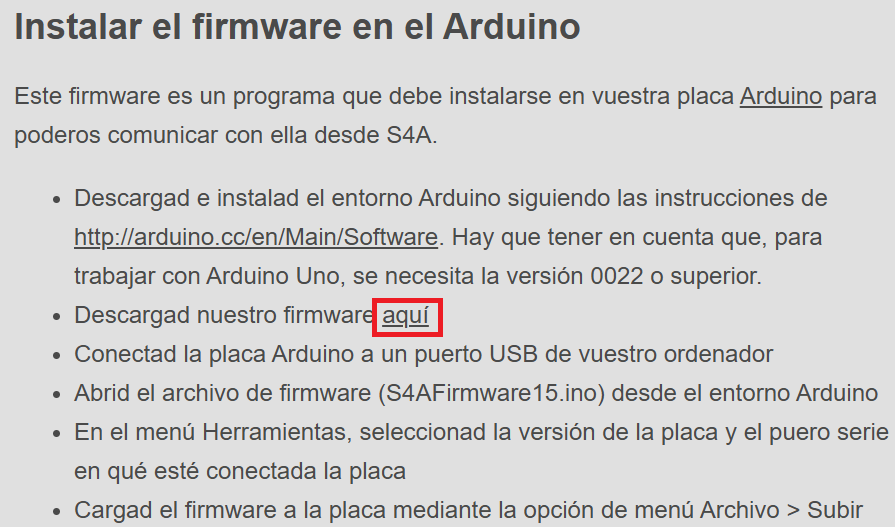 Instalar el firmware en el Arduino
Este firmware es un programa que debe instalarse en vuestra placa Arduino para
poderos comunicar con ella desde S4A.
• Descargad e instalad el entorno Arduino siguiendo las instrucciones de
http://arduino.cc/en/Main/Software. Hay que tener en cuenta que, para
trabajar con Arduino Uno, se necesita la versión 0022 o superior.
• Descargad nuestro firmware aquí
• Conectad la placa Arduino a un puerto USB de vuestro ordenador
• Abrid el archivo de firmware (S4AFirmware15.ino) desde el entorno Arduino
• En el menú Herramientas, seleccionad la versión de la placa y el puero serie
en qué esté conectada la placa
• Cargad el firmware a la placa mediante la opción de menú Archivo > Subir